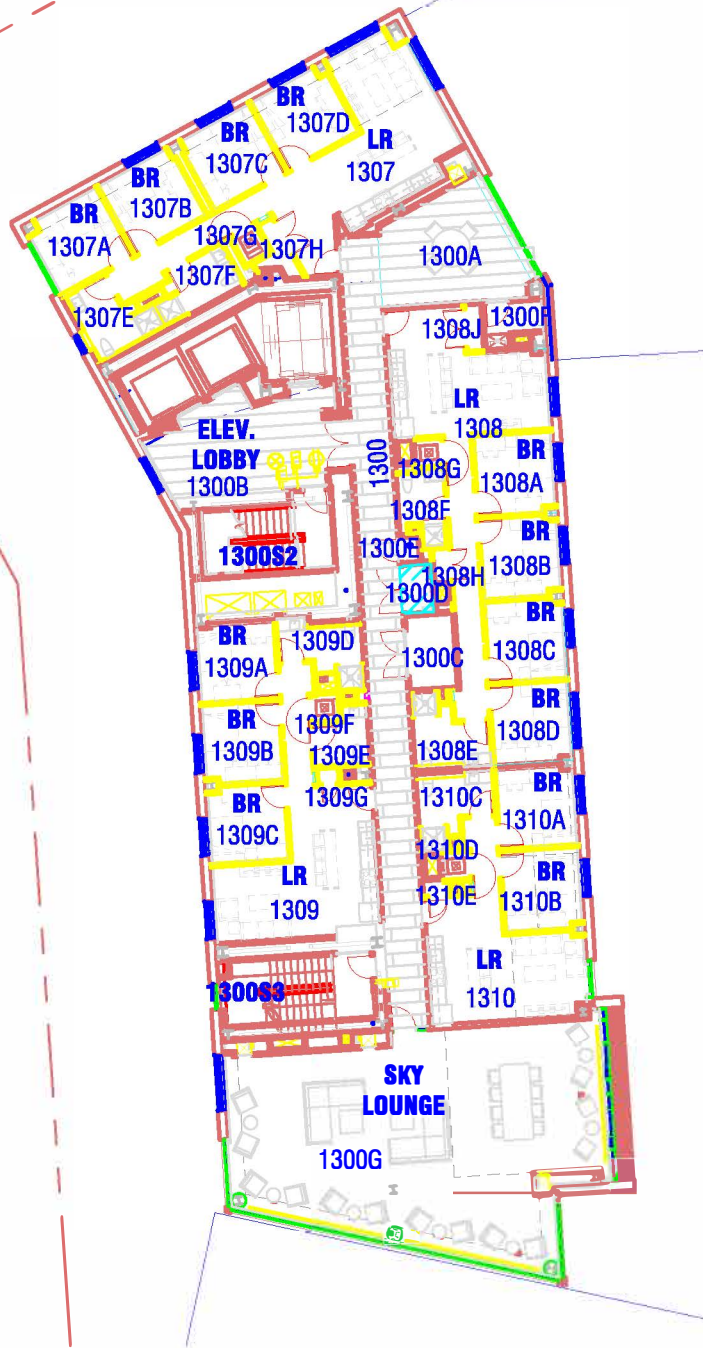 BR
1307D
LR
1307
BR
1307C
BR
1307B
BR
1307A
1307G
1307H
1307F
1307E
1300A
1308J
1300F
LR
1308
ELEV.
LOBBY
1300B
1300
BR
1308A
1308G
1308F
1300S2
1300E
BR
1308B
1308H
1300D
BR
1309A
1309D
1300C
BR
1308C
BR
1309B
1309F
1309E
BR
1308D
1308E
BR
1309C
1309G
1310C
BR
1310A
1310D
1310E
BR
1310B
LR
1309
LR
1310
1300S3
SKY
LOUNGE
1300G